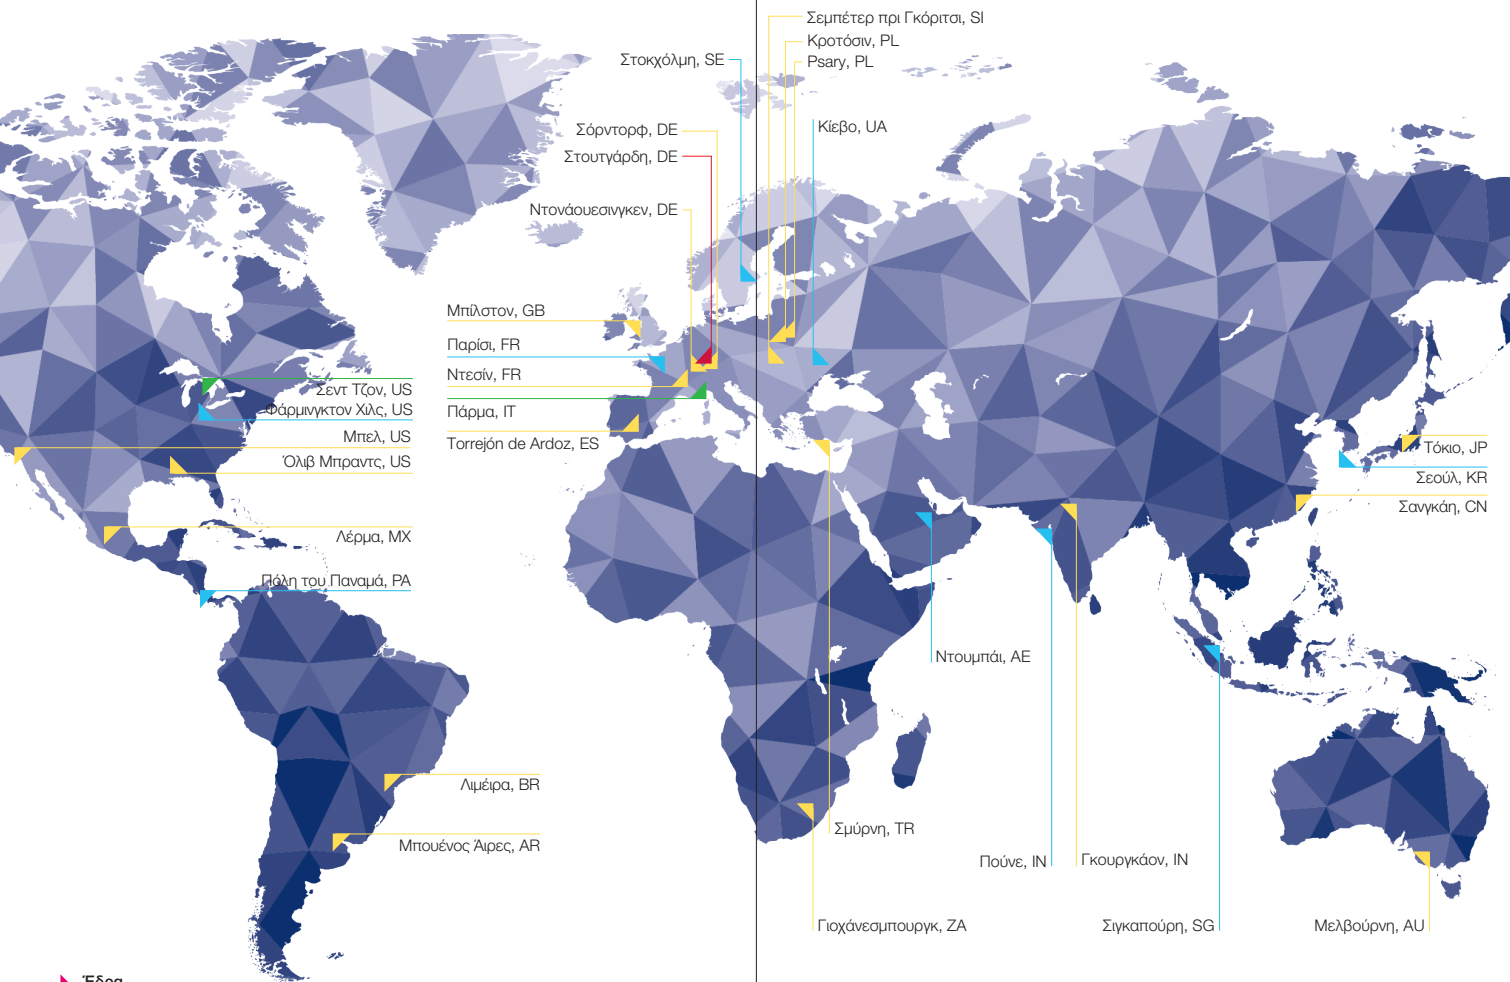 Σεμπέτερ πρι Γκόριτσι, SI
Κροτόσιν, PL
Psary, PL
Στοκχόλμη, SE
Κίεβο, UA
Σόρντορφ, DE
Στουτγάρδη, DE
Ντονάουεσινγκεν, DE
Μπίλστον, GB
Παρίσι, FR
Ντεσίν, FR
Πάρμα, IT
Torrejón de Ardoz, ES
Σεντ Τζον, US
Φάρμινγκτον Χιλς, US
Μπελ, US
Όλιβ Μπραντς, US
Λέρμα, MX
Πόλη του Παναμά, PA
Τόκιο, JP
Σεούλ, KR
Σανγκάη, CN
Ντουμπάι, AE
Λιμέιρα, BR
Μπουένος Άιρες, AR
Σμύρνη, TR
Πούνε, IN
Γκουργκάον, IN
Γιοχάνεσμπουργκ, ZA
Σιγκαπούρη, SG
Μελβούρνη, AU
Έδρα